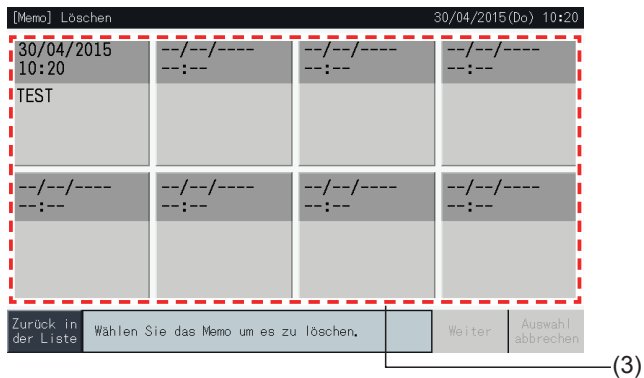 [Memo] Löschen 30/04/2015(Do) 10:20
30/04/2015 --/--/---- --/--/---- --/--/----
10:20 --:-- --:-- --:--
TEST
--/--/---- --/--/---- --/--/---- --/--/----
--:-- --:-- --:-- --:--
Zurück in Wählen Sie das Memo um es zu löschen. Weiter Auswahl
der Liste abbrechen
(3)